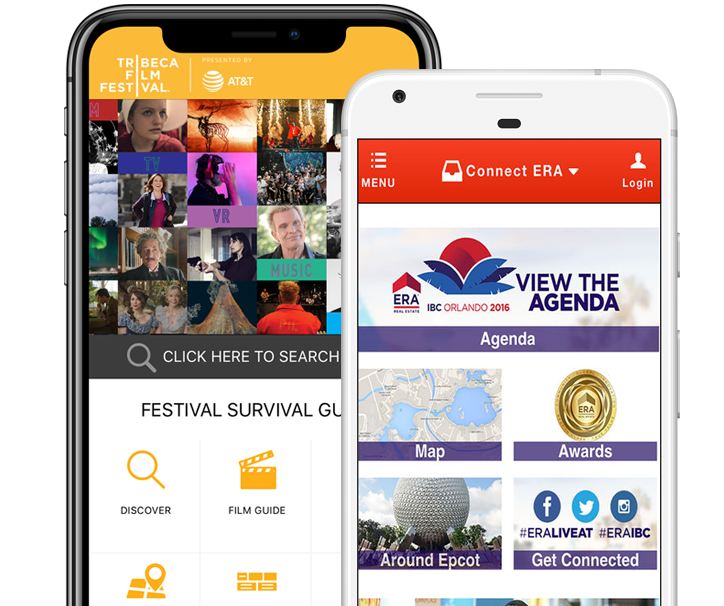 TRIBECA
FILM
FESTIVAL.
PRESENTED BY
AT&T
TV
VR
MUSIC
CLICK HERE TO SEARCH
FESTIVAL SURVIVAL GU
DISCOVER
FILM GUIDE
MENU
Connect ERA
Login
ERA
REAL ESTATE
IBC ORLANDO 2016
VIEW THE
AGENDA
Agenda
Map
ERA
Awards
Around Epcot
#ERALIVEAT #ERAIBC
Get Connected